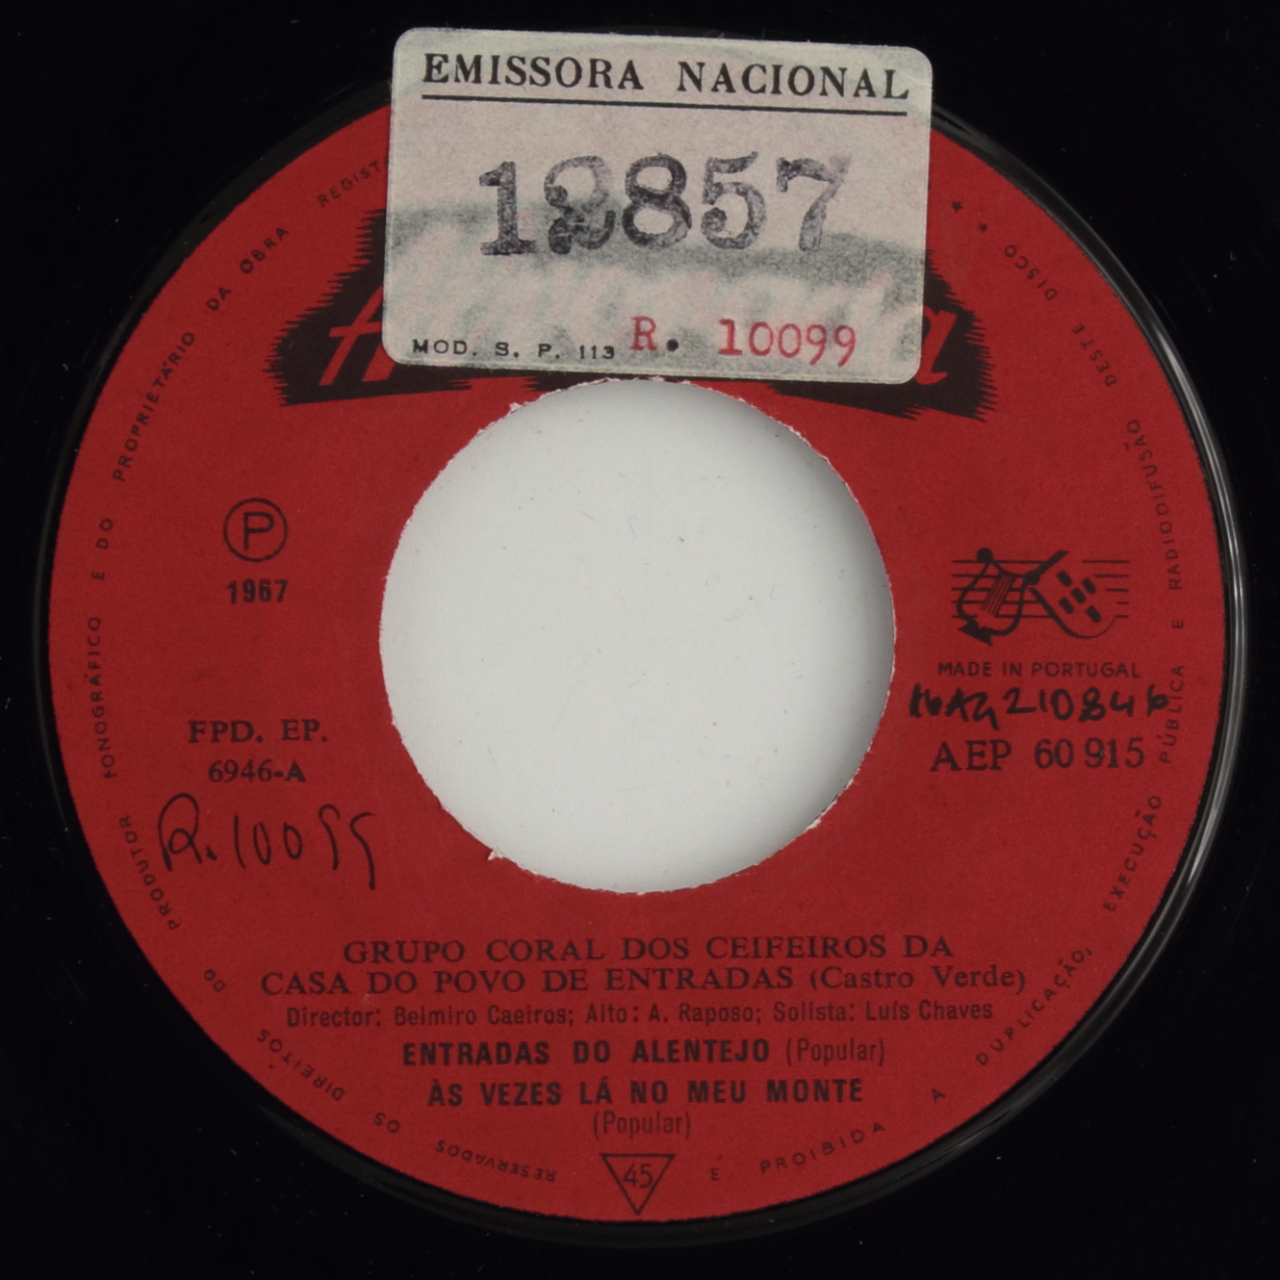 EMISSORA NACIONAL
12857
MOD. S. P. 113 R. 10099
P
1967
MADE IN PORTUGAL
AEP 60 915
FPD. EP.
6946-A
R. 10099
GRUPO CORAL DOS CEIFEIROS DA
CASA DO POVO DE ENTRADAS (Castro Verde)
Director: Belmiro Caeiros; Alto: A. Raposo; Solista: Luís Chaves
ENTRADAS DO ALENTEJO (Popular)
ÀS VEZES LÁ NO MEU MONTE
(Popular)
45
RESERVADOS OS DIREITOS DO PRODUTOR FONOGRÁFICO E DO PROPRIETÁRIO DA OBRA
É PROIBIDA A DUPLICAÇÃO, EXECUÇÃO PÚBLICA E RADIODIFUSÃO DESTE DISCO